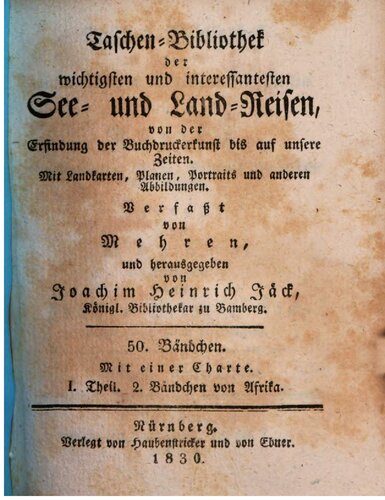 Taschen-Bibliothek
der
wichtigsten und interessantesten
See- und Land-Reisen,
von der
Erfindung der Buchdruckerkunst bis auf unsere
Zeiten.
Mit Landkarten, Planen, Portraits und anderen
Abbildungen.
Verfaßt
von
Mehren,
und herausgegeben
von
Joachim Heinrich Jäck,
Königl. Bibliothekar zu Bamberg.
50. Bändchen.
Mit einer Charte.
I. Theil. 2. Bändchen von Afrika.
Nürnberg.
Verlegt von Haubenstricker und von Ebner.
1830.